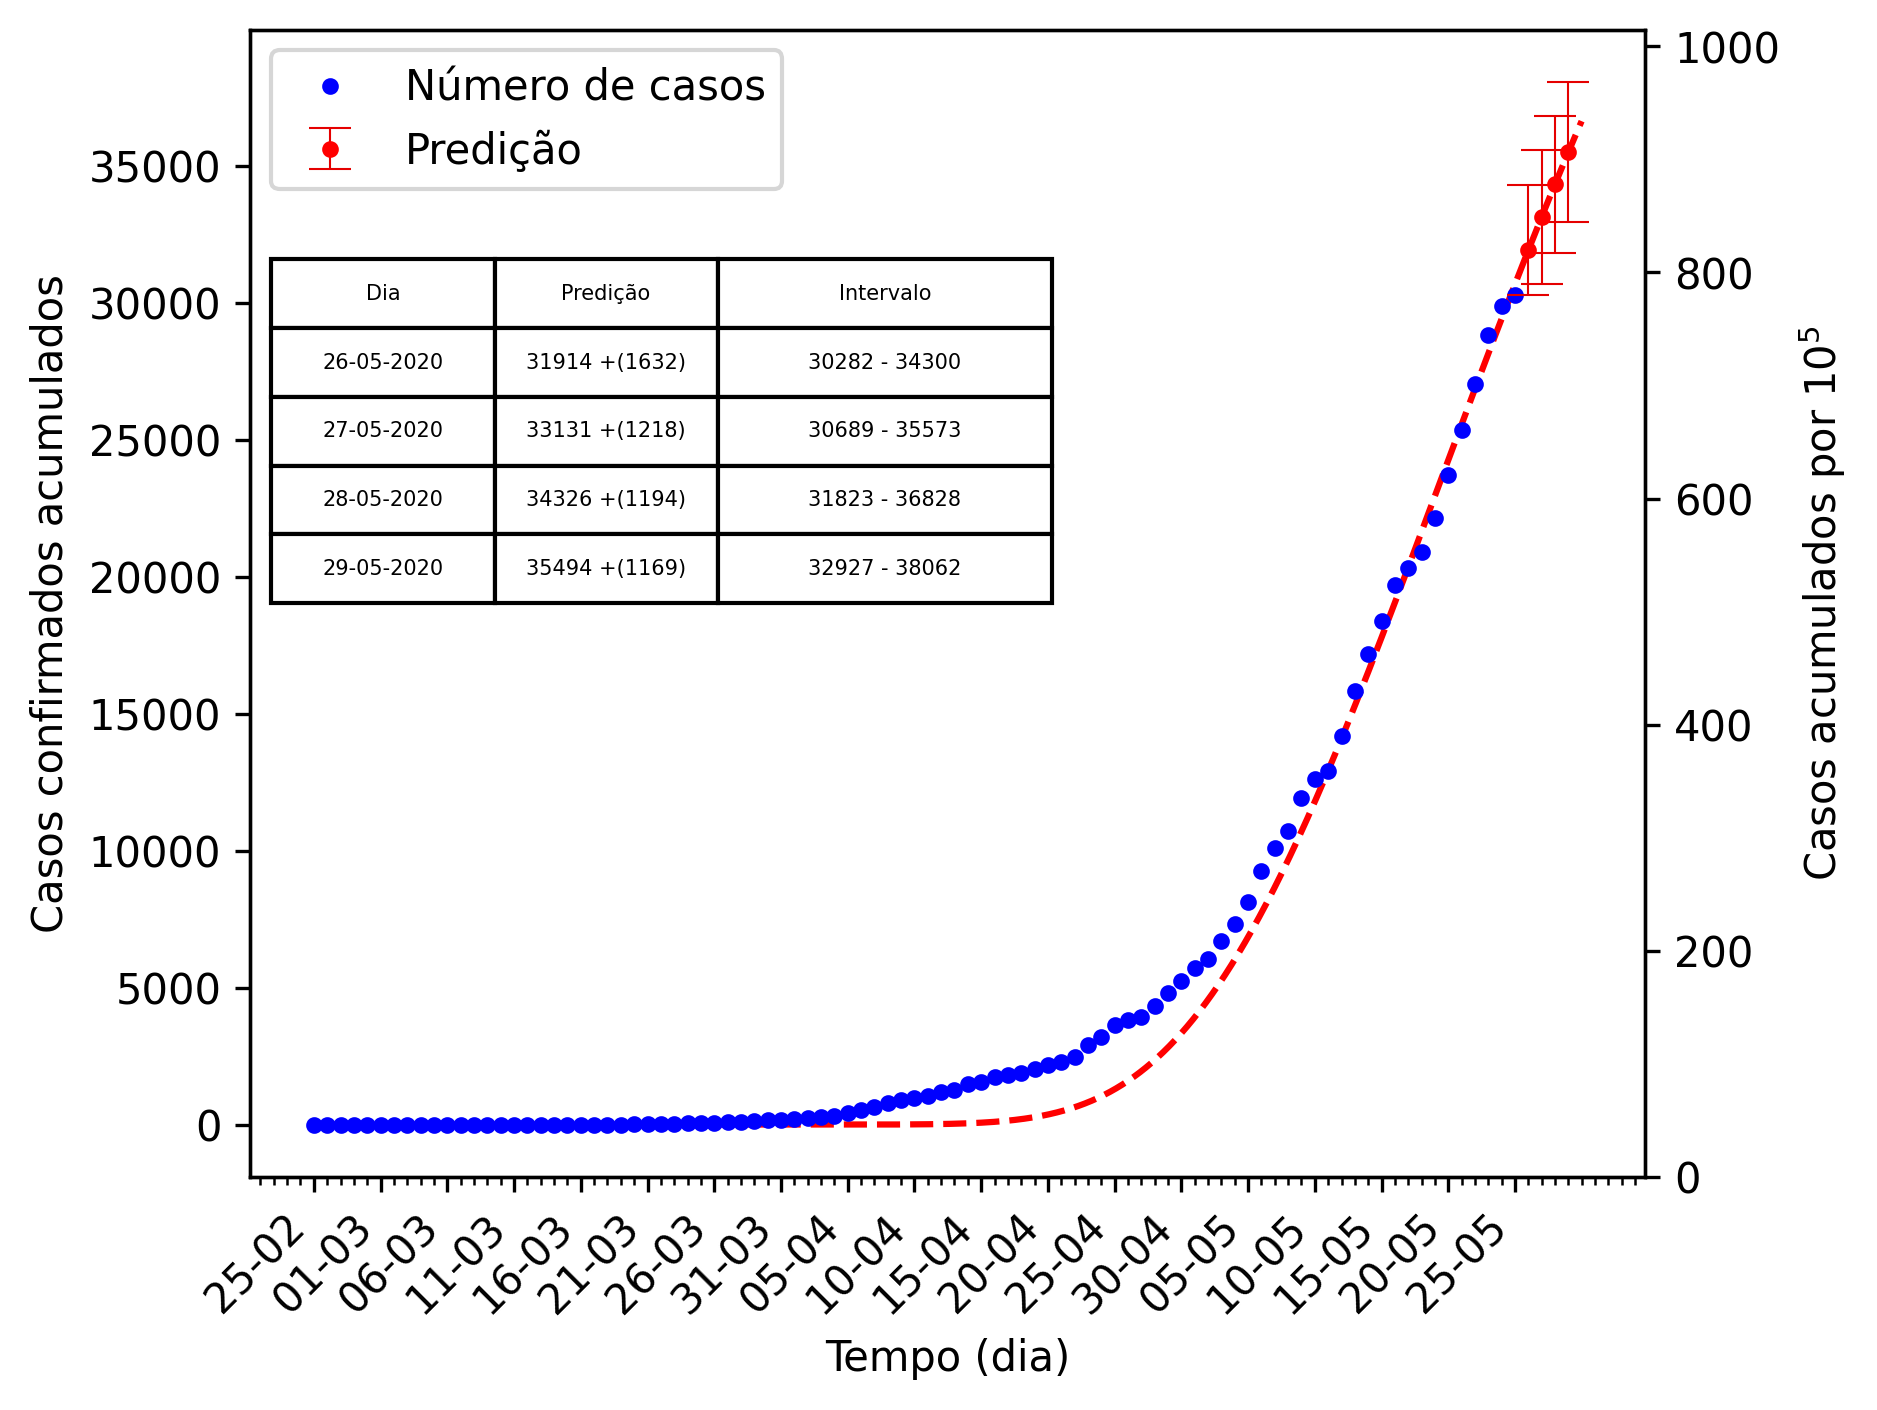 Número de casos
Predição
Dia Predição Intervalo
26-05-2020 31914 +(1632) 30282 - 34300
27-05-2020 33131 +(1218) 30689 - 35573
28-05-2020 34326 +(1194) 31823 - 36828
29-05-2020 35494 +(1169) 32927 - 38062
Casos confirmados acumulados
35000
30000
25000
20000
15000
10000
5000
0
1000
800
600
400
200
0
Casos acumulados por 10⁵
25-02 01-03 06-03 11-03 16-03 21-03 26-03 31-03 05-04 10-04 15-04 20-04 25-04 30-04 05-05 10-05 15-05 20-05 25-05
Tempo (dia)